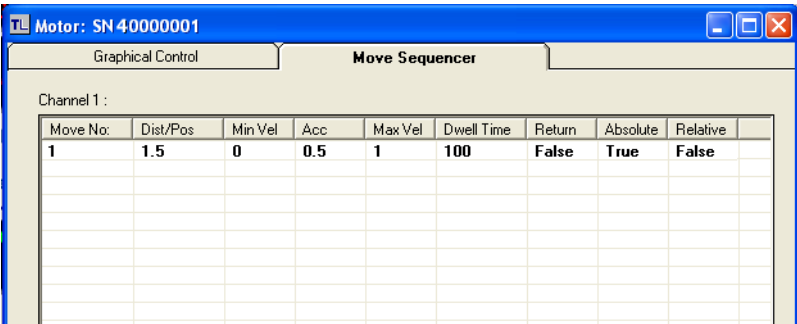 TL Motor: SN 40000001
Graphical Control Move Sequencer
Channel 1 :
Move No: Dist/Pos Min Vel Acc Max Vel Dwell Time Return Absolute Relative
1 1.5 0 0.5 1 100 False True False